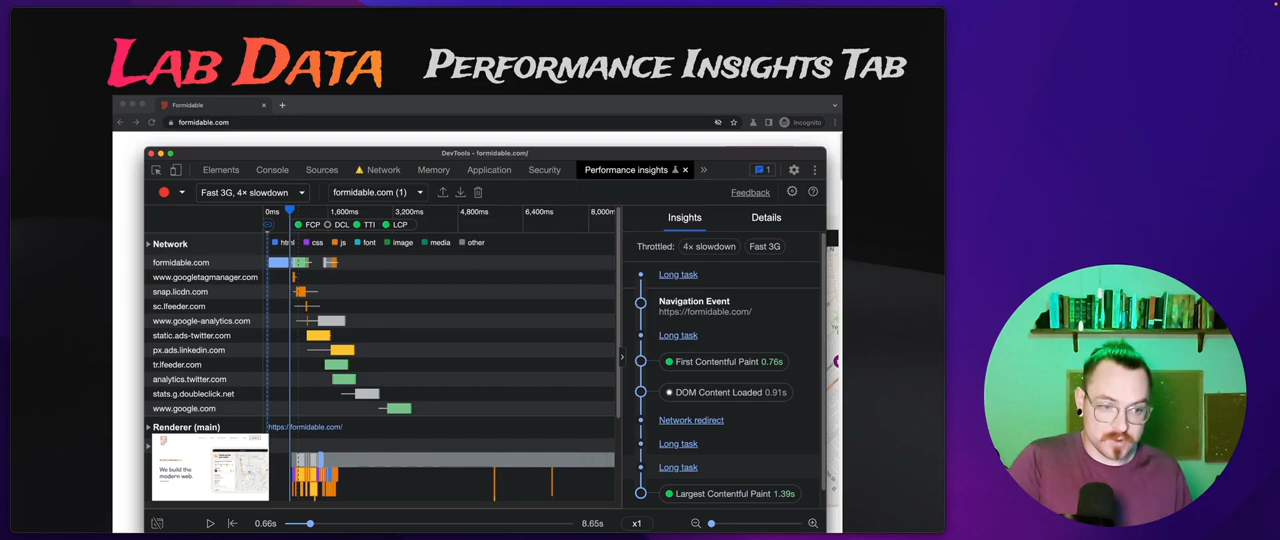 LAB DATA PERFORMANCE INSIGHTS TAB
Formidable
formidable.com
Incognito
DevTools - formidable.com/
Elements Console Sources Network Memory Application Security Performance insights 1
Fast 3G, 4× slowdown formidable.com (1) Feedback
0ms 1,600ms 3,200ms 4,800ms 6,400ms 8,000ms
FCP DCL TTI LCP
Insights Details
Network html css js font image media other
Throttled: 4× slowdown Fast 3G
formidable.com
www.googletagmanager.com
Long task
snap.licdn.com
Navigation Event
sc.lfeeder.com
https://formidable.com/
www.google-analytics.com
static.ads-twitter.com
Long task
px.ads.linkedin.com
tr.lfeeder.com
First Contentful Paint 0.76s
analytics.twitter.com
stats.g.doubleclick.net
DOM Content Loaded 0.91s
www.google.com
Network redirect
Renderer (main) https://formidable.com/
Long task
We build the
modern web.
Long task
Largest Contentful Paint 1.39s
0.66s 8.65s x1